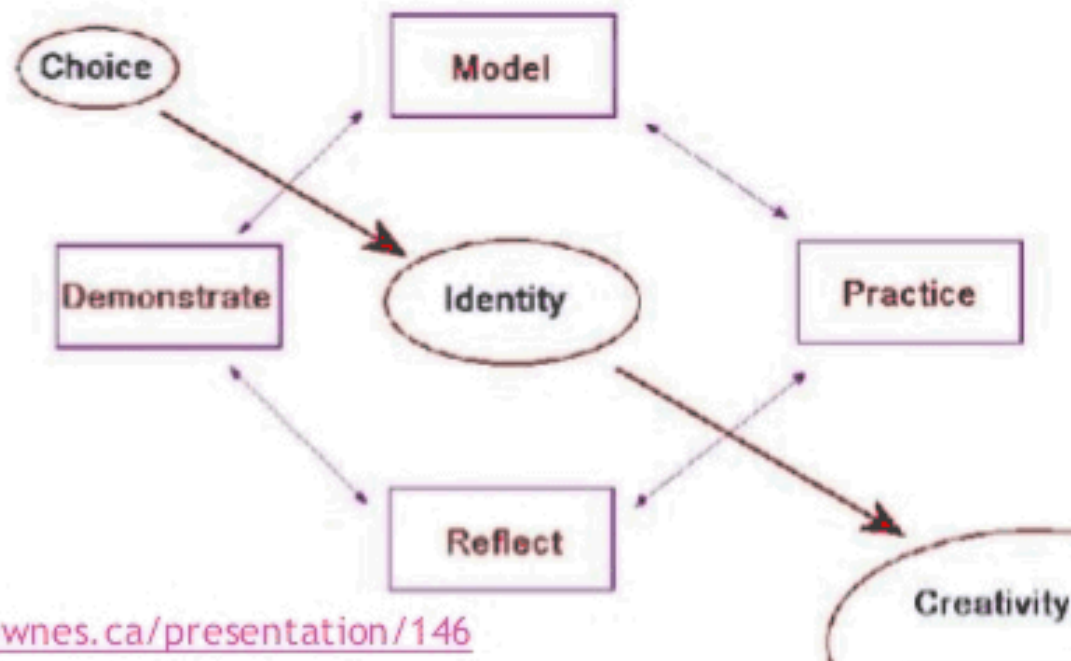 Choice
Model
Demonstrate
Identity
Practice
Reflect
Creativity
wnes.ca/presentation/146